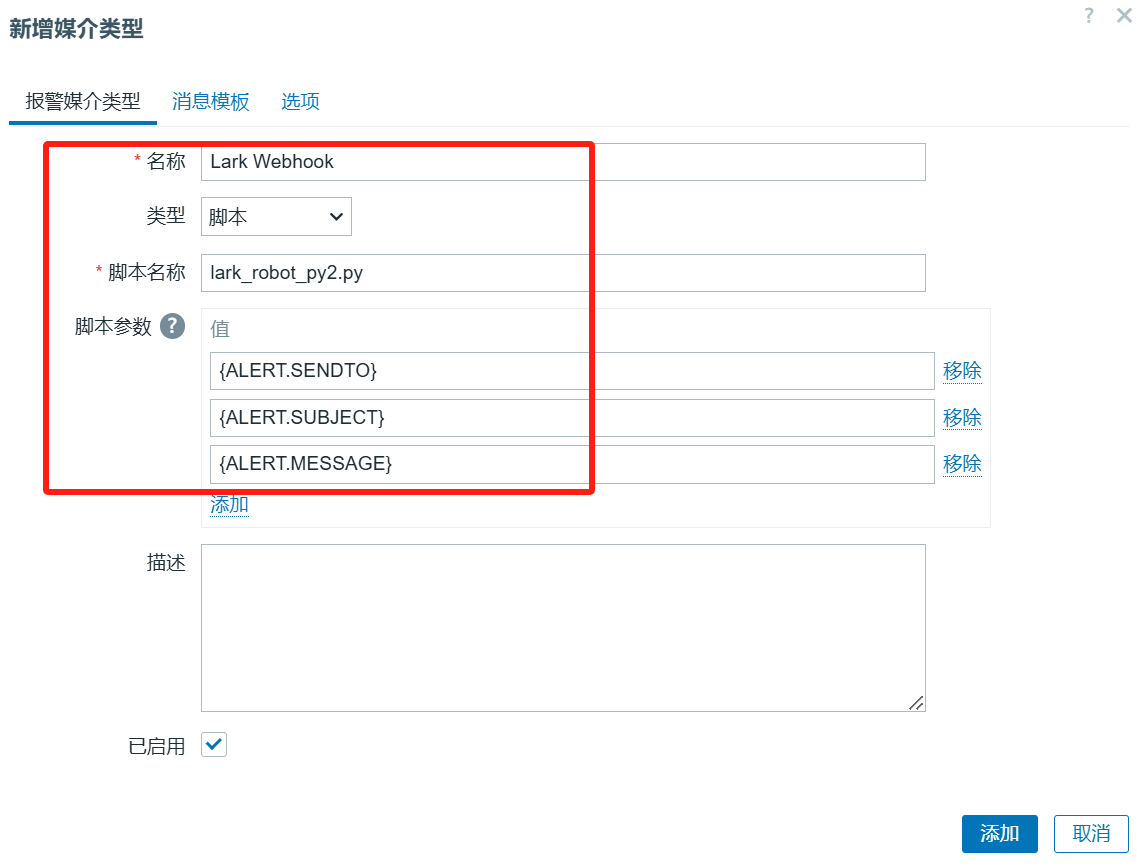 新增媒介类型
? ×
报警媒介类型 消息模板 选项
* 名称 Lark Webhook
类型 脚本
* 脚本名称 lark_robot_py2.py
脚本参数 ? 值
{ALERT.SENDTO} 移除
{ALERT.SUBJECT} 移除
{ALERT.MESSAGE} 移除
添加
描述
已启用
添加 取消